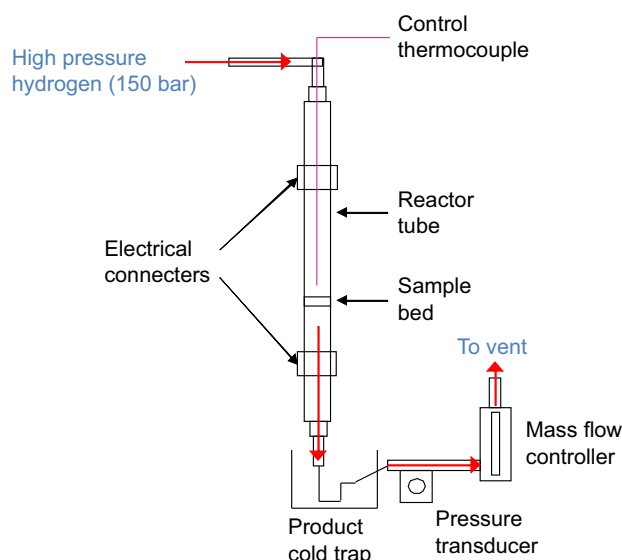 Control
thermocouple
High pressure
hydrogen (150 bar)
Reactor
tube
Electrical
connecters
Sample
bed
To vent
Mass flow
controller
Product
cold trap
Pressure
transducer